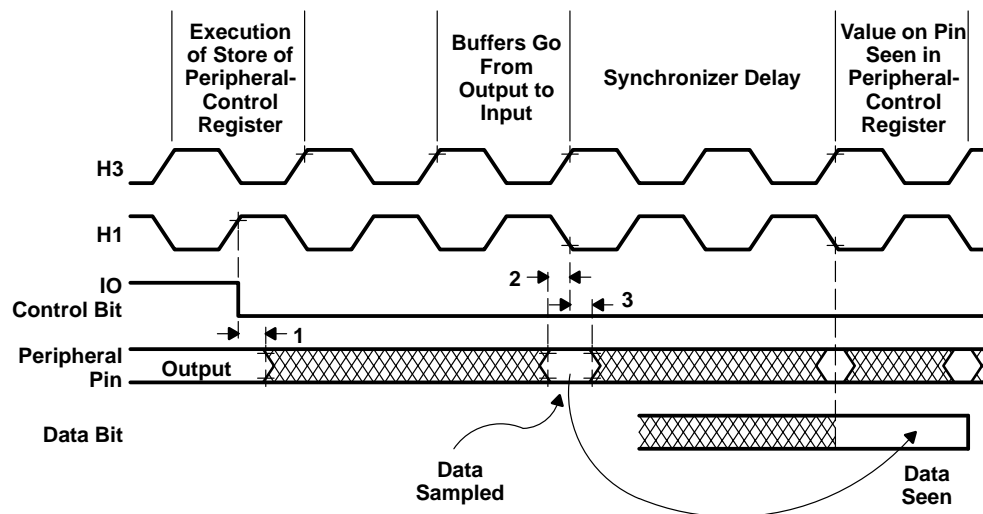 Execution
of Store of
Peripheral-
Control
Register
Buffers Go
From
Output to
Input
Synchronizer Delay
Value on Pin
Seen in
Peripheral-
Control
Register
H3
H1
IO
Control Bit
2
3
1
Peripheral
Pin
Output
Data Bit
Data
Sampled
Data
Seen